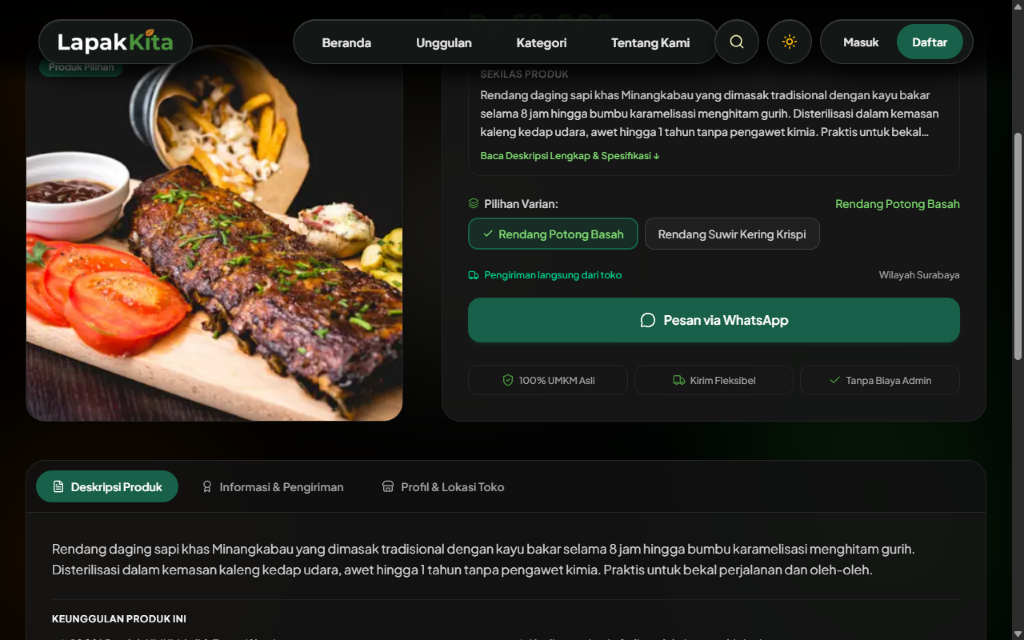 LapakKita
Beranda
Unggulan
Kategori
Tentang Kami
Masuk
Daftar
Produk Pilihan
SEKILAS PRODUK
Rendang daging sapi khas Minangkabau yang dimasak tradisional dengan kayu bakar
selama 8 jam hingga bumbu karamelisasi menghitam gurih. Disterilisasi dalam kemasan
kaleng kedap udara, awet hingga 1 tahun tanpa pengawet kimia. Praktis untuk bekal...
Baca Deskripsi Lengkap & Spesifikasi ↓
Pilihan Varian:
Rendang Potong Basah
Rendang Potong Basah
Rendang Suwir Kering Krispi
Pengiriman langsung dari toko
Wilayah Surabaya
Pesan via WhatsApp
100% UMKM Asli
Kirim Fleksibel
Tanpa Biaya Admin
Deskripsi Produk
Informasi & Pengiriman
Profil & Lokasi Toko
Rendang daging sapi khas Minangkabau yang dimasak tradisional dengan kayu bakar selama 8 jam hingga bumbu karamelisasi menghitam gurih.
Disterilisasi dalam kemasan kaleng kedap udara, awet hingga 1 tahun tanpa pengawet kimia. Praktis untuk bekal perjalanan dan oleh-oleh.
KEUNGGULAN PRODUK INI